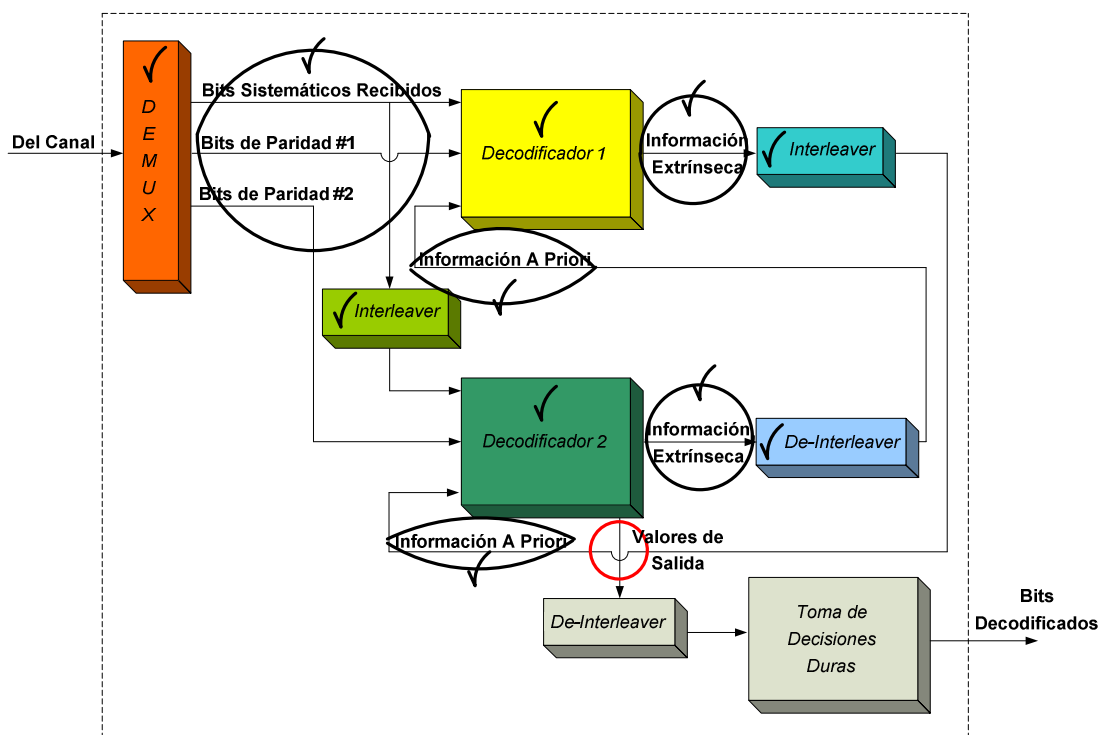 Del Canal
D
E
M
U
X
Bits Sistemáticos Recibidos
Bits de Paridad #1
Bits de Paridad #2
Decodificador 1
Información
Extrínseca
Interleaver
Información A Priori
Interleaver
Decodificador 2
Información
Extrínseca
De-Interleaver
Información A Priori
Valores de
Salida
De-Interleaver
Toma de
Decisiones
Duras
Bits
Decodificados